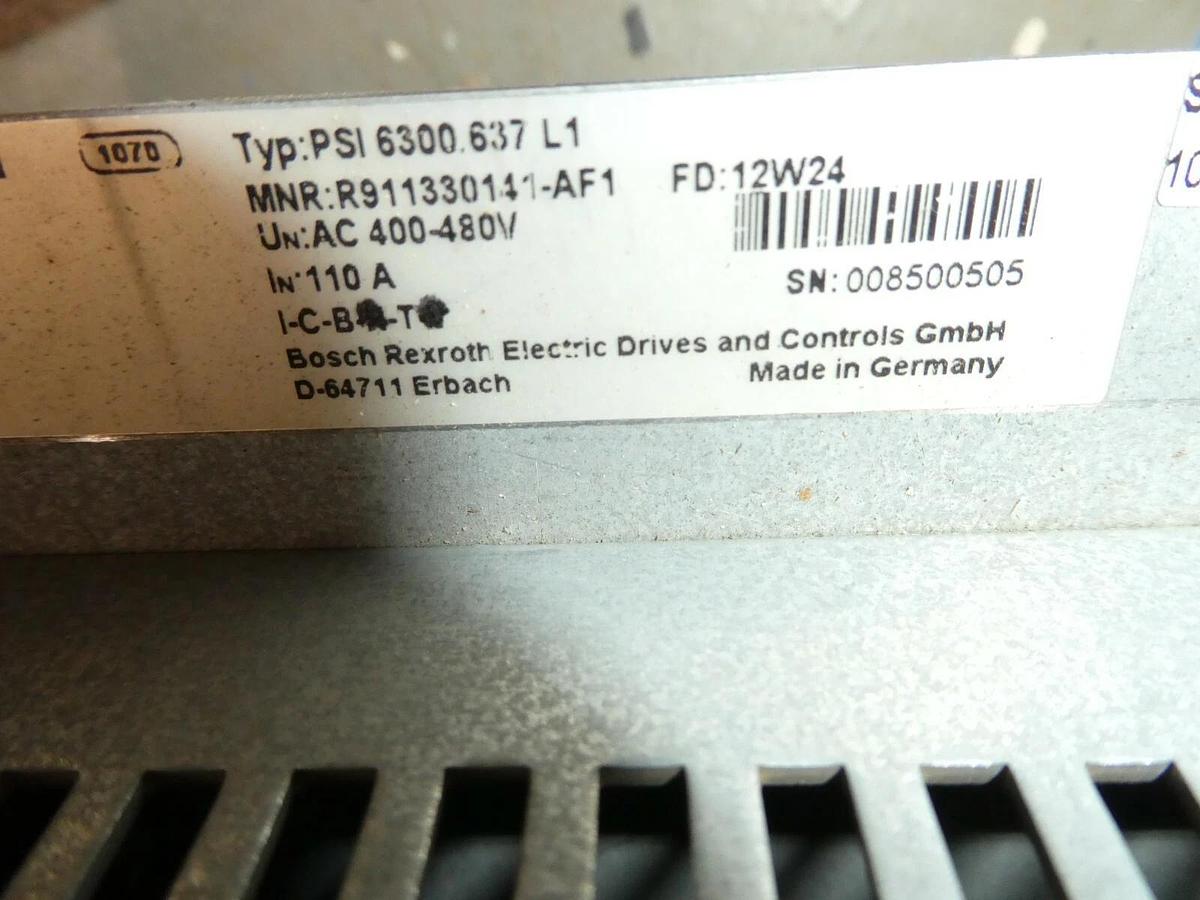 1070
Typ:PSI 6300.637 L1
MNR:R911330141-AF1 FD:12W24
UN:AC 400-480V
IN:110 A
SN:008500505
Bosch Rexroth Electric Drives and Controls GmbH
D-64711 Erbach Made in Germany
10